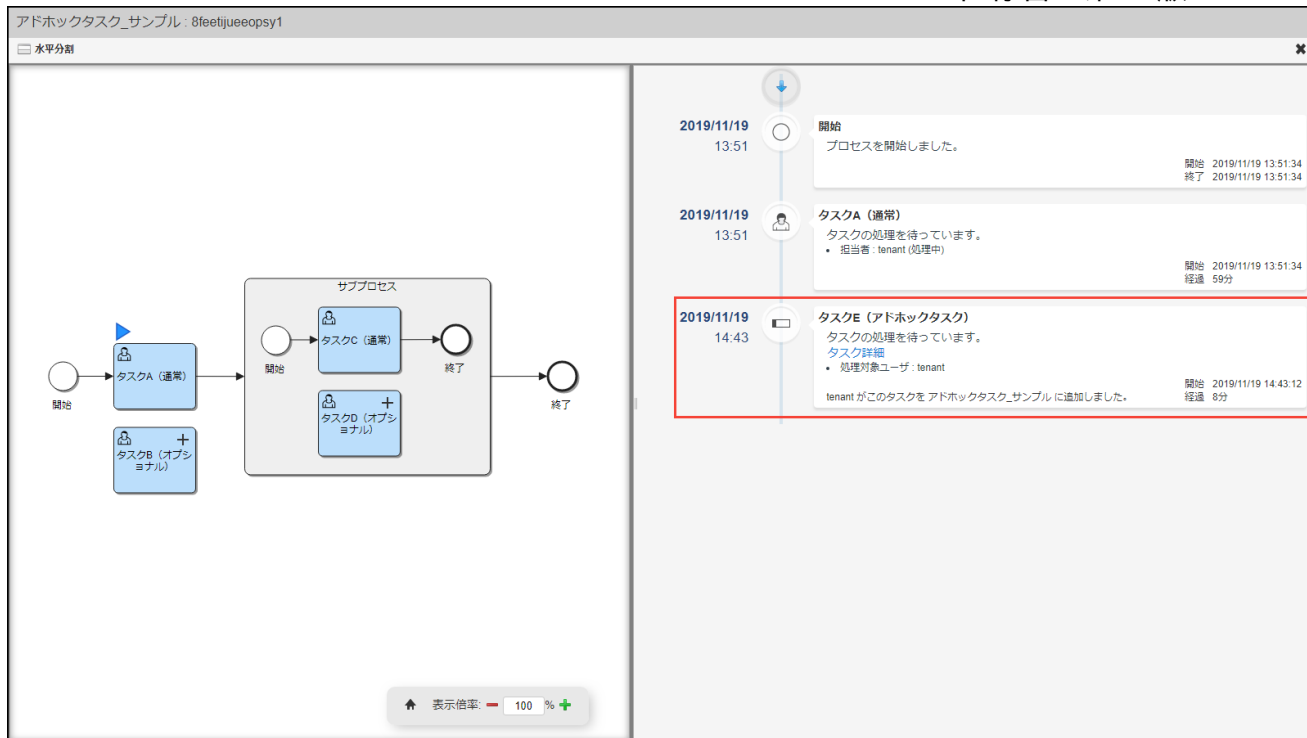 アドホックタスク_サンプル : 8feetijueeopsy1
水平分割
サブプロセス
開始
タスクA（通常）
タスクB（オプシ
ョナル）
開始
タスクC（通常）
終了
タスクD（オプシ
ョナル）
終了
表示倍率:
100
%
2019/11/19
13:51
開始
プロセスを開始しました。
開始 2019/11/19 13:51:34
終了 2019/11/19 13:51:34
2019/11/19
13:51
タスクA（通常）
タスクの処理を待っています。
• 担当者 : tenant (処理中)
開始 2019/11/19 13:51:34
経過 59分
2019/11/19
14:43
タスクE（アドホックタスク）
タスクの処理を待っています。
タスク詳細
• 処理対象ユーザ : tenant
tenant がこのタスクを アドホックタスク_サンプル に追加しました。
開始 2019/11/19 14:43:12
経過 8分